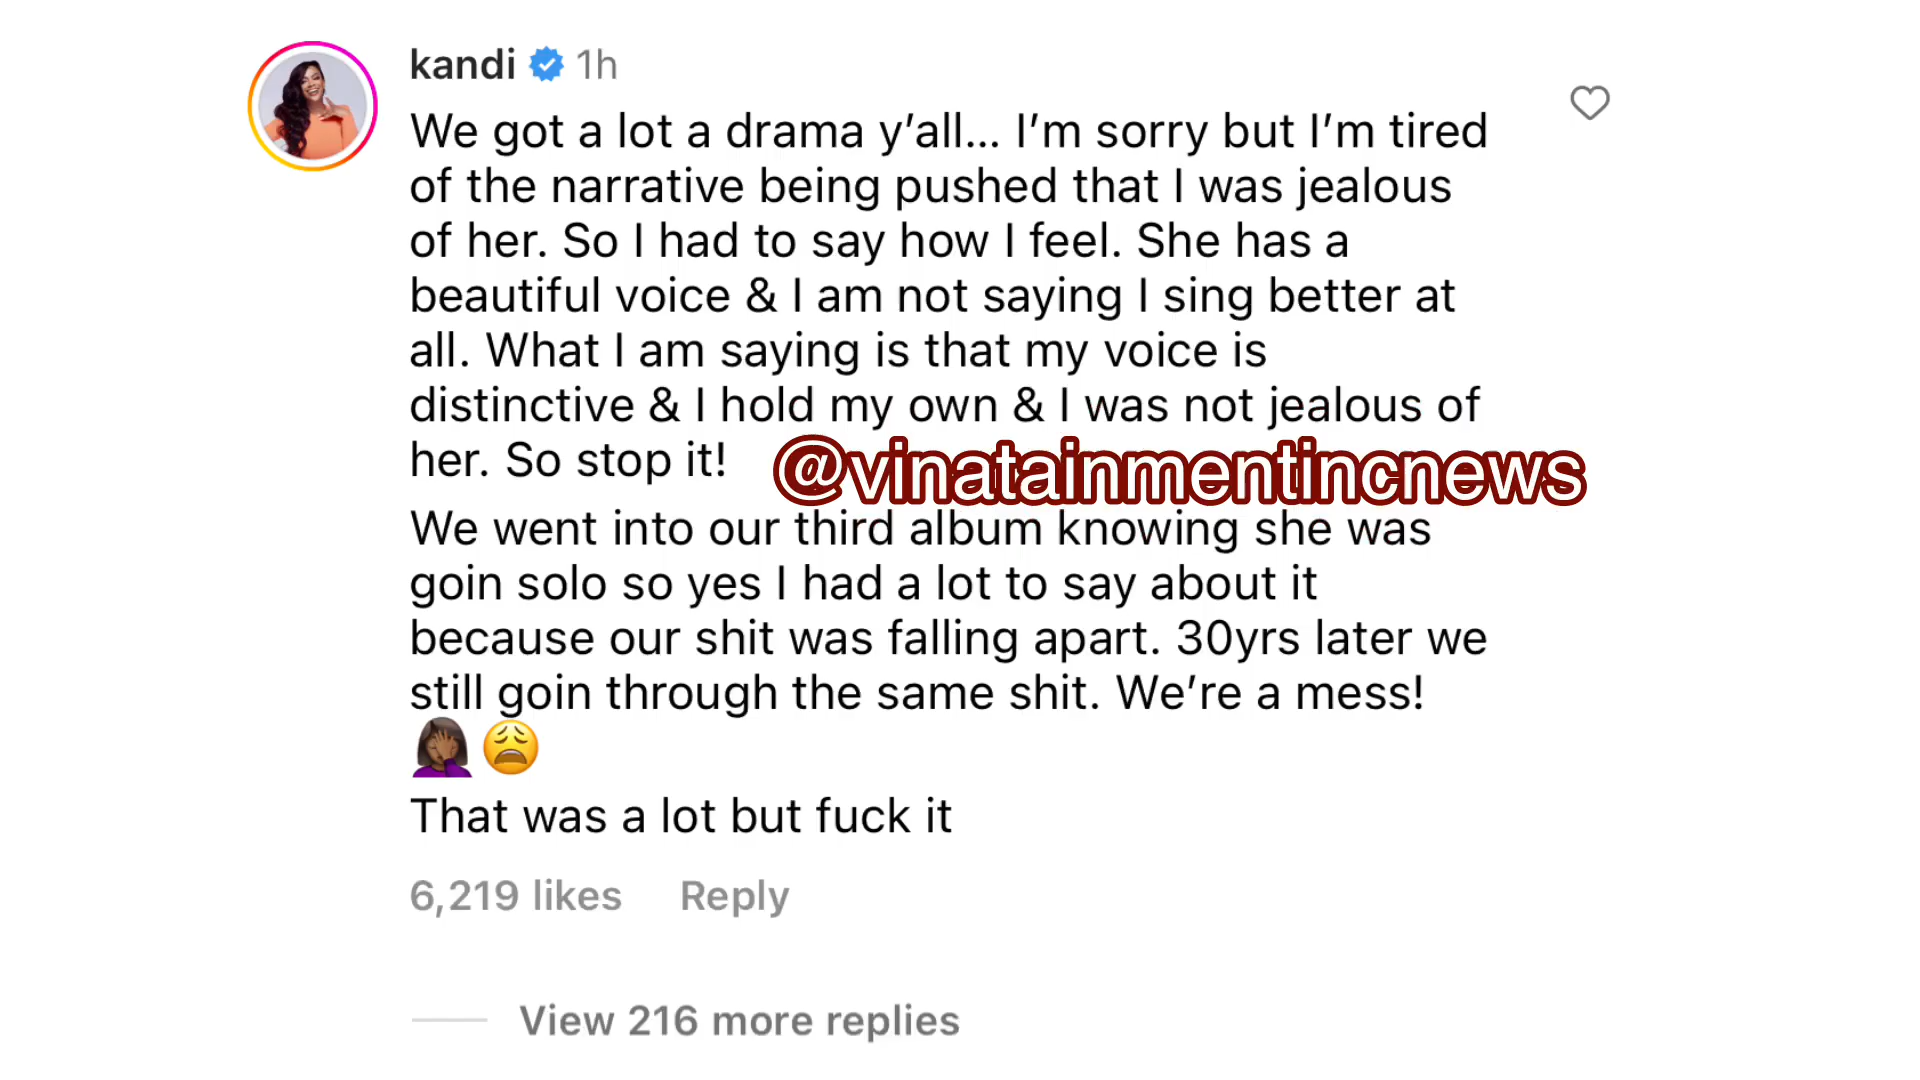 kandi 1h
We got a lot a drama y’all... I’m sorry but I’m tired
of the narrative being pushed that I was jealous
of her. So I had to say how I feel. She has a
beautiful voice & I am not saying I sing better at
all. What I am saying is that my voice is
distinctive & I hold my own & I was not jealous of
her. So stop it!
@vinatainmentincnews
We went into our third album knowing she was
goin solo so yes I had a lot to say about it
because our shit was falling apart. 30yrs later we
still goin through the same shit. We’re a mess!
🤦🏾‍♀️😩
That was a lot but fuck it
6,219 likes Reply
View 216 more replies